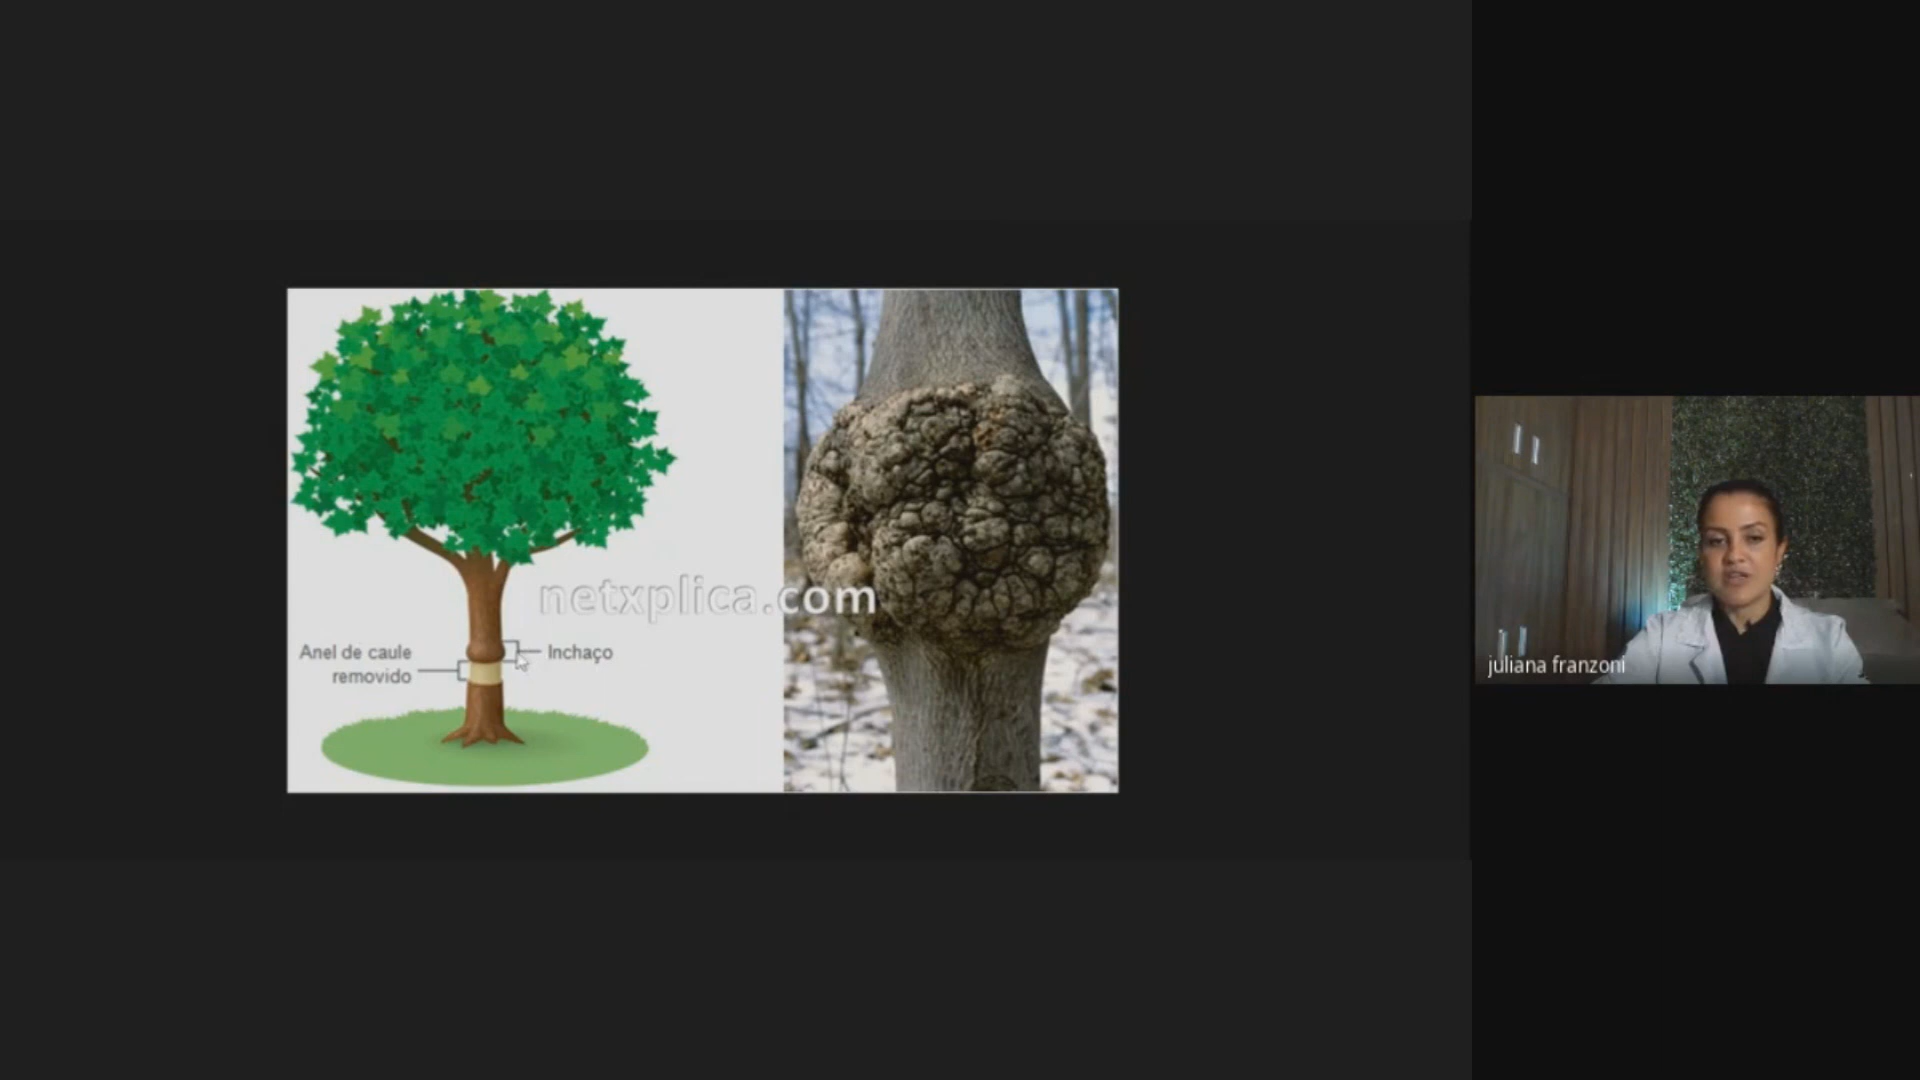 netxplica.com
Anel de caule
removido
Inchaço
juliana franzoni